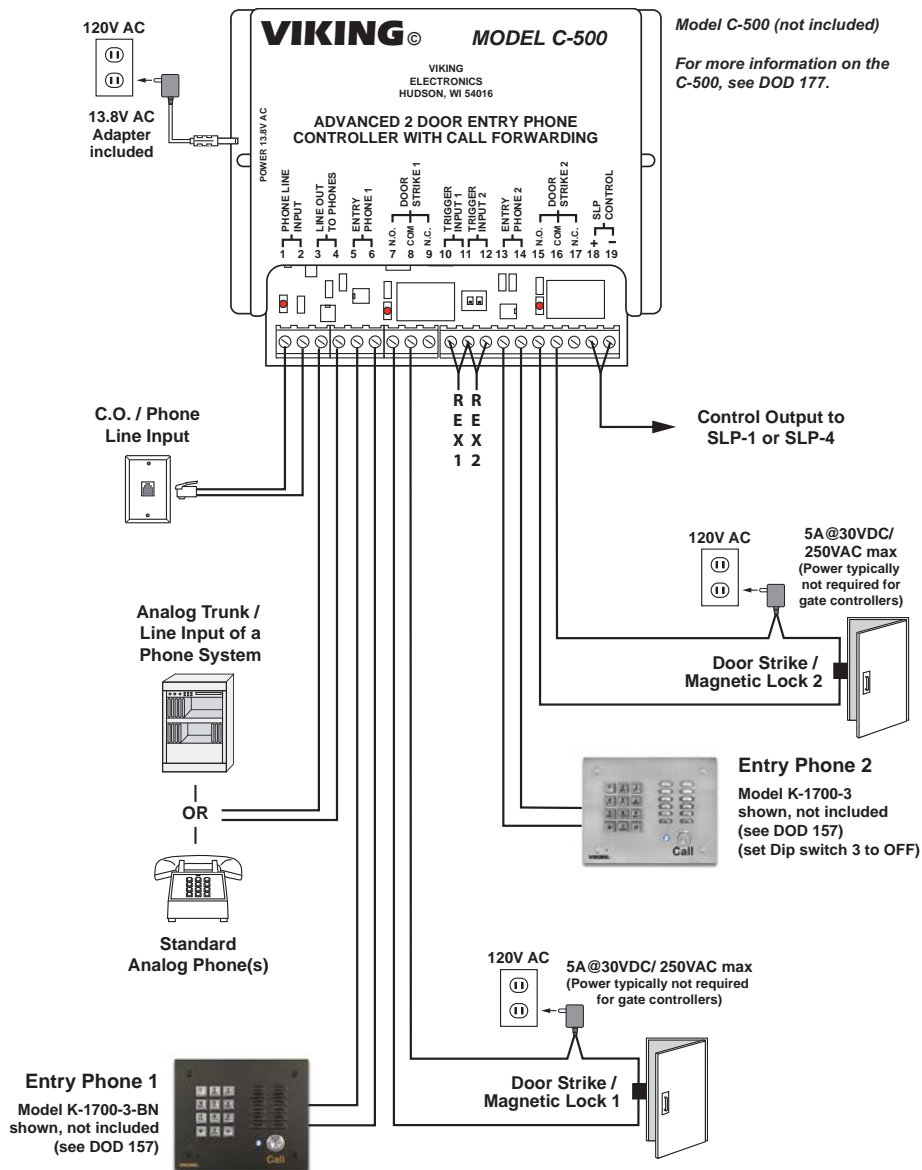 120V AC
13.8V AC
Adapter
included
VIKING©
MODEL C-500
VIKING
ELECTRONICS
HUDSON, WI 54016
ADVANCED 2 DOOR ENTRY PHONE
CONTROLLER WITH CALL FORWARDING
POWER 13.8V AC
Model C-500 (not included)
For more information on the
C-500, see DOD 177.
PHONE LINE
INPUT
LINE OUT
TO PHONES
ENTRY
PHONE 1
DOOR
STRIKE 1
N.O.
COM
N.C.
TRIGGER
INPUT 1
TRIGGER
INPUT 2
ENTRY
PHONE 2
DOOR
STRIKE 2
N.O.
COM
N.C.
SLP
CONTROL
+
-
1 2 3 4 5 6 7 8 9 10 11 12 13 14 15 16 17 18 19
REX1
REX2
C.O. / Phone
Line Input
Control Output to
SLP-1 or SLP-4
120V AC
5A@30VDC/
250VAC max
(Power typically
not required for
gate controllers)
Door Strike /
Magnetic Lock 2
Analog Trunk /
Line Input of a
Phone System
OR
Standard
Analog Phone(s)
Entry Phone 2
Model K-1700-3
shown, not included
(see DOD 157)
(set Dip switch 3 to OFF)
VIKING
Call
120V AC
5A@30VDC/ 250VAC max
(Power typically not required
for gate controllers)
Door Strike /
Magnetic Lock 1
Entry Phone 1
Model K-1700-3-BN
shown, not included
(see DOD 157)
VIKING
Call